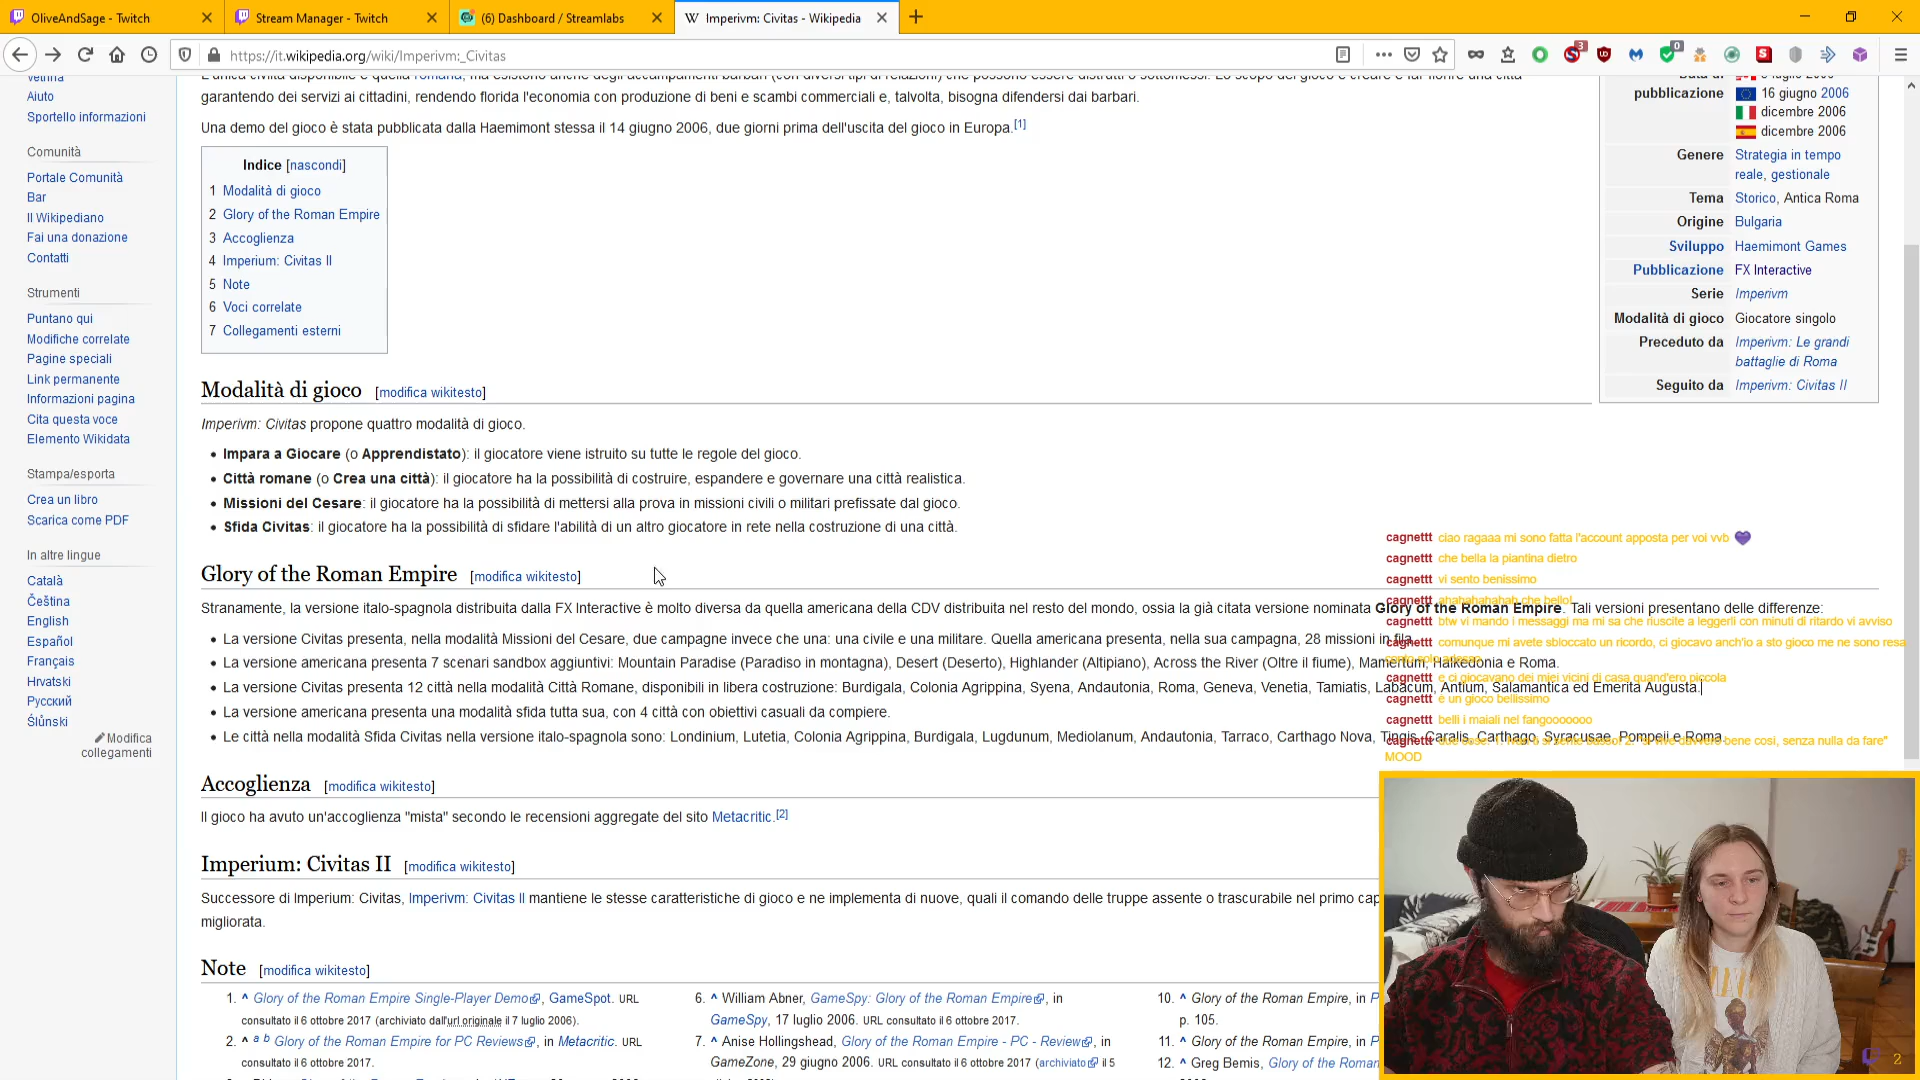 OliveAndSage - Twitch
Stream Manager - Twitch
(6) Dashboard / Streamlabs
W Imperivm: Civitas - Wikipedia
https://it.wikipedia.org/wiki/Imperivm:_Civitas
3
0
Vetrina
Aiuto
Sportello informazioni
Comunità
Portale Comunità
Bar
Il Wikipediano
Fai una donazione
Contatti
Strumenti
Puntano qui
Modifiche correlate
Pagine speciali
Link permanente
Informazioni pagina
Cita questa voce
Elemento Wikidata
Stampa/esporta
Crea un libro
Scarica come PDF
In altre lingue
Català
Čeština
English
Español
Français
Hrvatski
Русский
Ślůnski
Modifica
collegamenti
L'unica civiltà disponibile è quella romana, ma esistono anche degli accampamenti barbari (con diversi tipi di relazioni) che possono essere distrutti o sottomessi. Lo scopo del gioco è creare e far fiorire una città
garantendo dei servizi ai cittadini, rendendo florida l'economia con produzione di beni e scambi commerciali e, talvolta, bisogna difendersi dai barbari.
Una demo del gioco è stata pubblicata dalla Haemimont stessa il 14 giugno 2006, due giorni prima dell'uscita del gioco in Europa.[1]
Indice [nascondi]
1 Modalità di gioco
2 Glory of the Roman Empire
3 Accoglienza
4 Imperium: Civitas II
5 Note
6 Voci correlate
7 Collegamenti esterni
Data di
pubblicazione
luglio 2006
16 giugno 2006
dicembre 2006
dicembre 2006
Genere Strategia in tempo
reale, gestionale
Tema Storico, Antica Roma
Origine Bulgaria
Sviluppo Haemimont Games
Pubblicazione FX Interactive
Serie Imperivm
Modalità di gioco Giocatore singolo
Preceduto da Imperivm: Le grandi
battaglie di Roma
Seguito da Imperivm: Civitas II
Modalità di gioco [modifica wikitesto]
Imperivm: Civitas propone quattro modalità di gioco.
• Impara a Giocare (o Apprendistato): il giocatore viene istruito su tutte le regole del gioco.
• Città romane (o Crea una città): il giocatore ha la possibilità di costruire, espandere e governare una città realistica.
• Missioni del Cesare: il giocatore ha la possibilità di mettersi alla prova in missioni civili o militari prefissate dal gioco.
• Sfida Civitas: il giocatore ha la possibilità di sfidare l'abilità di un altro giocatore in rete nella costruzione di una città.
Glory of the Roman Empire [modifica wikitesto]
Stranamente, la versione italo-spagnola distribuita dalla FX Interactive è molto diversa da quella americana della CDV distribuita nel resto del mondo, ossia la già citata versione nominata Glory of the Roman Empire. Tali versioni presentano delle differenze:
• La versione Civitas presenta, nella modalità Missioni del Cesare, due campagne invece che una: una civile e una militare. Quella americana presenta, nella sua campagna, 28 missioni in fila.
• La versione americana presenta 7 scenari sandbox aggiuntivi: Mountain Paradise (Paradiso in montagna), Desert (Deserto), Highlander (Altipiano), Across the River (Oltre il fiume), Mamertum, Halkedonia e Roma.
• La versione Civitas presenta 12 città nella modalità Città Romane, disponibili in libera costruzione: Burdigala, Colonia Agrippina, Syena, Andautonia, Roma, Geneva, Venetia, Tamiatis, Labacum, Antium, Salamantica ed Emerita Augusta.
• La versione americana presenta una modalità sfida tutta sua, con 4 città con obiettivi casuali da compiere.
• Le città nella modalità Sfida Civitas nella versione italo-spagnola sono: Londinium, Lutetia, Colonia Agrippina, Burdigala, Lugdunum, Mediolanum, Andautonia, Tarraco, Carthago Nova, Tingis, Caralis, Carthago, Syracusae, Pompeii e Roma.
cagnettt ciao ragaaa mi sono fatta l'account apposta per voi vvb
cagnettt che bella la piantina dietro
cagnettt vi sento benissimo
cagnettt ahahahahahah che bello!
cagnettt btw vi mando i messaggi ma mi sa che riuscite a leggerli con minuti di ritardo vi avviso
cagnettt comunque mi avete sbloccato un ricordo, ci giocavo anch'io a sto gioco me ne sono resa
cagnettt e ci giocavano dei miei vicini di casa quand'ero piccola
cagnettt è un gioco bellissimo
cagnettt belli i maiali nel fangooooooo
cagnettt due cose: 1. non si sente basso! 2. "si vive davvero bene così, senza nulla da fare"
MOOD
Accoglienza [modifica wikitesto]
Il gioco ha avuto un'accoglienza "mista" secondo le recensioni aggregate del sito Metacritic.[2]
Imperium: Civitas II [modifica wikitesto]
Successore di Imperium: Civitas, Imperivm: Civitas II mantiene le stesse caratteristiche di gioco e ne implementa di nuove, quali il comando delle truppe assente o trascurabile nel primo cap
migliorata.
Note [modifica wikitesto]
1. ^ Glory of the Roman Empire Single-Player Demo, GameSpot. URL
consultato il 6 ottobre 2017 (archiviato dall'url originale il 7 luglio 2006).
2. ^ a b Glory of the Roman Empire for PC Reviews, in Metacritic. URL
consultato il 6 ottobre 2017.
6. ^ William Abner, GameSpy: Glory of the Roman Empire, in
GameSpy, 17 luglio 2006. URL consultato il 6 ottobre 2017.
7. ^ Anise Hollingshead, Glory of the Roman Empire - PC - Review, in
GameZone, 29 giugno 2006. URL consultato il 6 ottobre 2017 (archiviato il 5
10. ^ Glory of the Roman Empire, in P
p. 105.
11. ^ Glory of the Roman Empire, in P
12. ^ Greg Bemis, Glory of the Roman
2